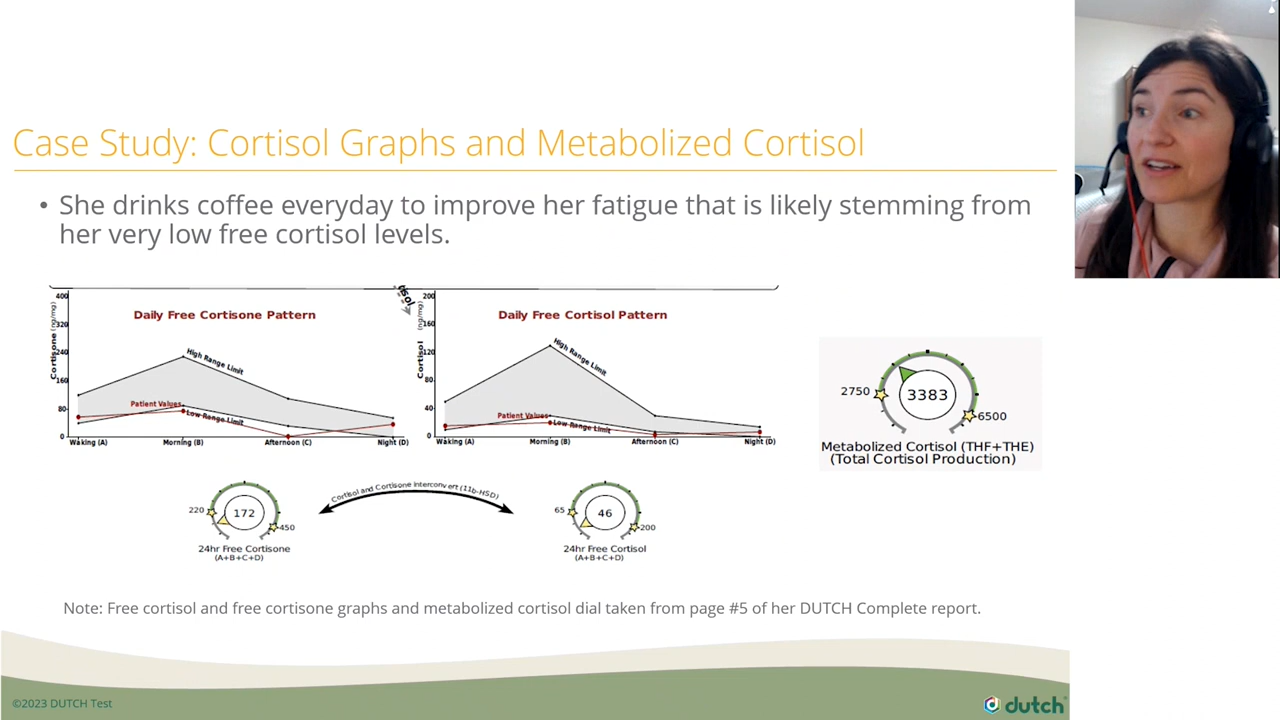 Case Study: Cortisol Graphs and Metabolized Cortisol
• She drinks coffee everyday to improve her fatigue that is likely stemming from
her very low free cortisol levels.
Daily Free Cortisone Pattern
Cortisone (ng/mg)
400
320
240
160
80
0
High Range Limit
Patient Values
Low Range Limit
Waking (A) Morning (B) Afternoon (C) Night (D)
Daily Free Cortisol Pattern
Cortisol (ng/mg)
200
160
120
80
40
0
High Range Limit
Patient Values
Low Range Limit
Waking (A) Morning (B) Afternoon (C) Night (D)
2750
3383
6500
Metabolized Cortisol (THF+THE)
(Total Cortisol Production)
220
172
450
24hr Free Cortisone
(A+B+C+D)
Cortisol and Cortisone Interconvert (11b-HSD)
65
46
200
24hr Free Cortisol
(A+B+C+D)
Note: Free cortisol and free cortisone graphs and metabolized cortisol dial taken from page #5 of her DUTCH Complete report.
©2023 DUTCH Test
dutch